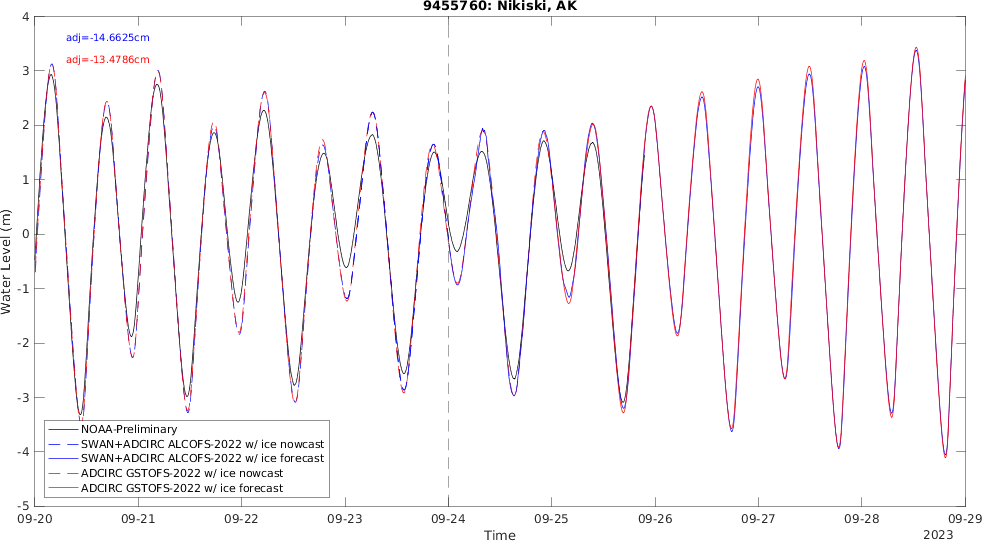 9455760: Nikiski, AK
adj=-14.6625cm
adj=-13.4786cm
Water Level (m)
4
3
2
1
0
-1
-2
-3
-4
-5
NOAA-Preliminary
SWAN+ADCIRC ALCOFS-2022 w/ ice nowcast
SWAN+ADCIRC ALCOFS-2022 w/ ice forecast
ADCIRC GSTOFS-2022 w/ ice nowcast
ADCIRC GSTOFS-2022 w/ ice forecast
09-20 09-21 09-22 09-23 09-24 09-25 09-26 09-27 09-28 09-29
Time
2023